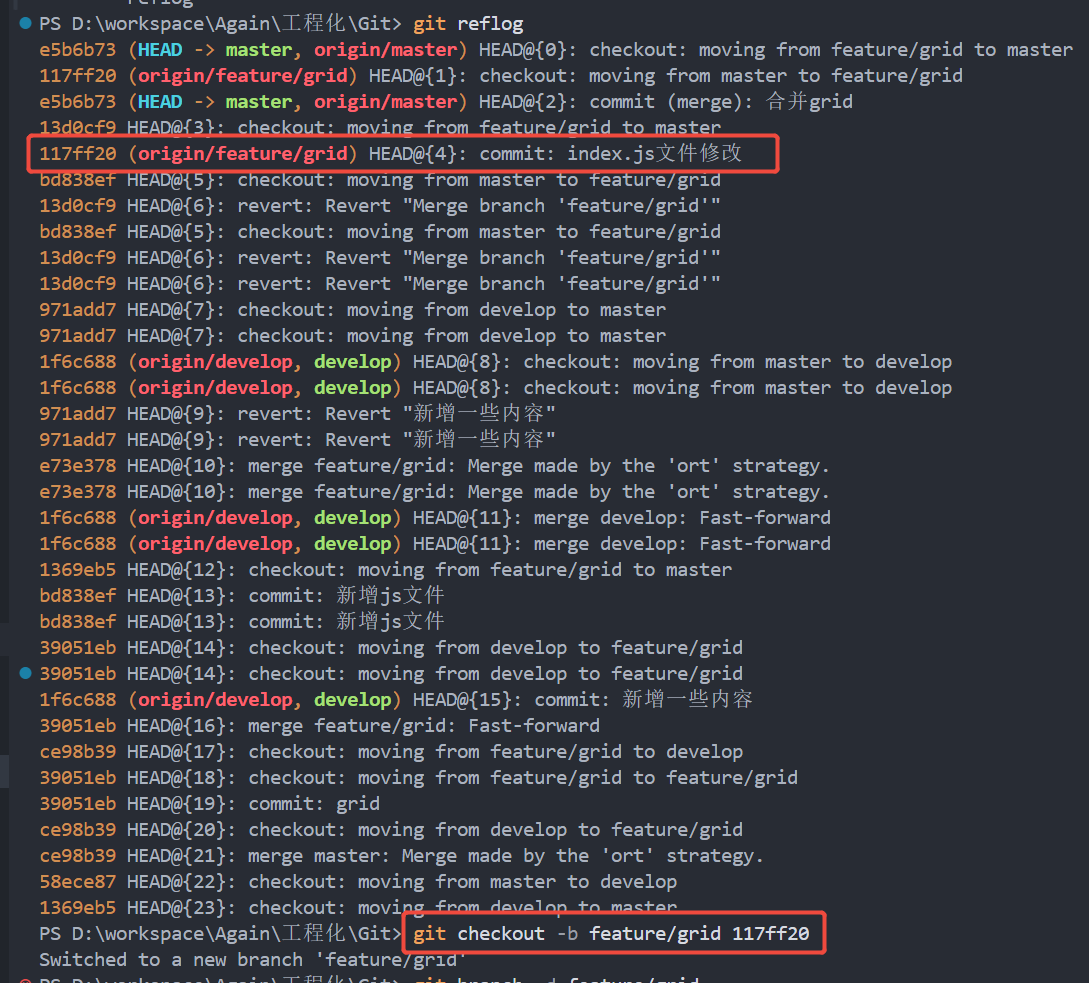 reflog
PS D:\workspace\Again\工程化\Git> git reflog
e5b6b73 (HEAD -> master, origin/master) HEAD@{0}: checkout: moving from feature/grid to master
117ff20 (origin/feature/grid) HEAD@{1}: checkout: moving from master to feature/grid
e5b6b73 (HEAD -> master, origin/master) HEAD@{2}: commit (merge): 合并grid
13d0cf9 HEAD@{3}: checkout: moving from feature/grid to master
117ff20 (origin/feature/grid) HEAD@{4}: commit: index.js文件修改
bd838ef HEAD@{5}: checkout: moving from master to feature/grid
13d0cf9 HEAD@{6}: revert: Revert "Merge branch 'feature/grid'"
bd838ef HEAD@{5}: checkout: moving from master to feature/grid
13d0cf9 HEAD@{6}: revert: Revert "Merge branch 'feature/grid'"
13d0cf9 HEAD@{6}: revert: Revert "Merge branch 'feature/grid'"
971add7 HEAD@{7}: checkout: moving from develop to master
971add7 HEAD@{7}: checkout: moving from develop to master
1f6c688 (origin/develop, develop) HEAD@{8}: checkout: moving from master to develop
1f6c688 (origin/develop, develop) HEAD@{8}: checkout: moving from master to develop
971add7 HEAD@{9}: revert: Revert "新增一些内容"
971add7 HEAD@{9}: revert: Revert "新增一些内容"
e73e378 HEAD@{10}: merge feature/grid: Merge made by the 'ort' strategy.
e73e378 HEAD@{10}: merge feature/grid: Merge made by the 'ort' strategy.
1f6c688 (origin/develop, develop) HEAD@{11}: merge develop: Fast-forward
1f6c688 (origin/develop, develop) HEAD@{11}: merge develop: Fast-forward
1369eb5 HEAD@{12}: checkout: moving from feature/grid to master
bd838ef HEAD@{13}: commit: 新增js文件
bd838ef HEAD@{13}: commit: 新增js文件
39051eb HEAD@{14}: checkout: moving from develop to feature/grid
39051eb HEAD@{14}: checkout: moving from develop to feature/grid
1f6c688 (origin/develop, develop) HEAD@{15}: commit: 新增一些内容
39051eb HEAD@{16}: merge feature/grid: Fast-forward
ce98b39 HEAD@{17}: checkout: moving from feature/grid to develop
39051eb HEAD@{18}: checkout: moving from feature/grid to feature/grid
39051eb HEAD@{19}: commit: grid
ce98b39 HEAD@{20}: checkout: moving from develop to feature/grid
ce98b39 HEAD@{21}: merge master: Merge made by the 'ort' strategy.
58ece87 HEAD@{22}: checkout: moving from master to develop
1369eb5 HEAD@{23}: checkout: moving from develop to master
PS D:\workspace\Again\工程化\Git> git checkout -b feature/grid 117ff20
Switched to a new branch 'feature/grid'
PS D:\workspace\Again\工程化\Git> git branch -d feature/grid